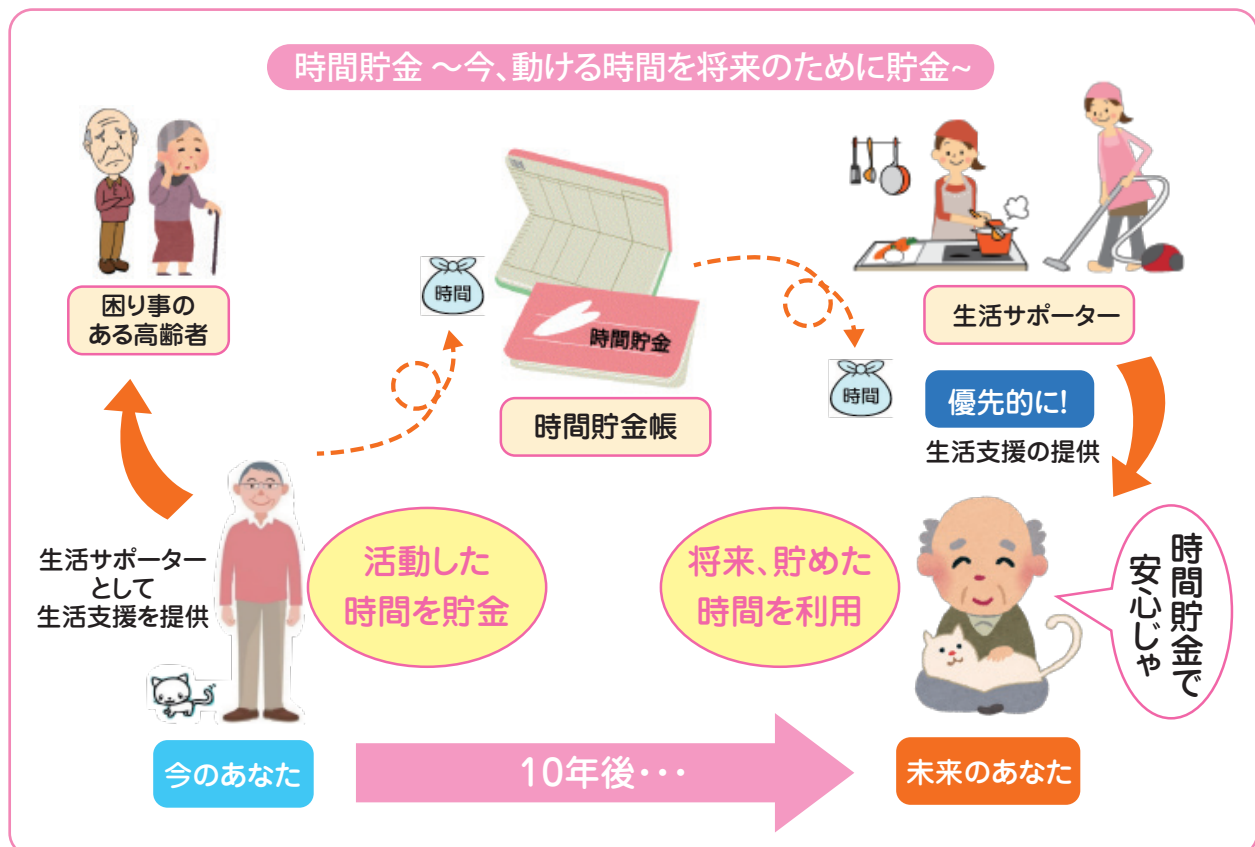 時間貯金 ～今、動ける時間を将来のために貯金~
困り事の
ある高齢者
時間
時間貯金
時間貯金帳
時間
生活サポーター
優先的に!
生活支援の提供
生活サポーター
として
生活支援を提供
活動した
時間を貯金
将来、貯めた
時間を利用
時間貯金で
安心じゃ
今のあなた
10年後・・・
未来のあなた